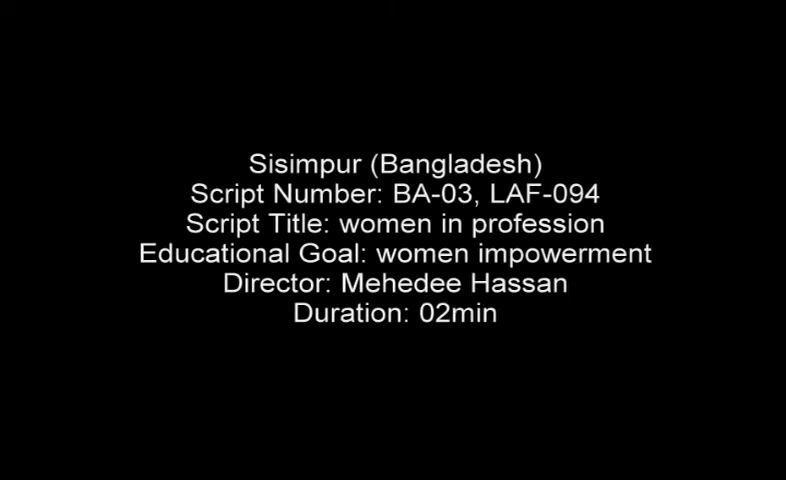 Sisimpur (Bangladesh)
Script Number: BA-03, LAF-094
Script Title: women in profession
Educational Goal: women impowerment
Director: Mehedee Hassan
Duration: 02min